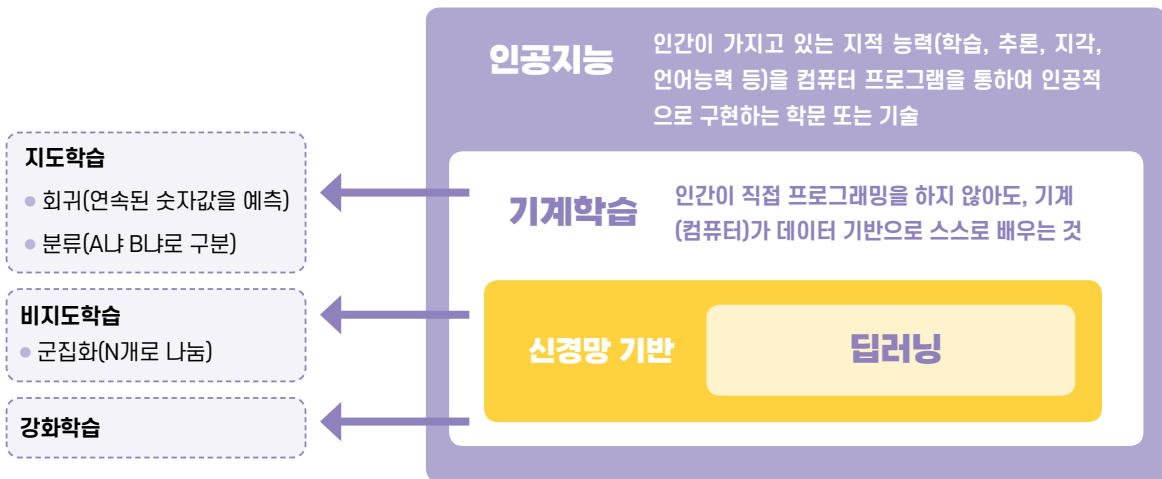 인공지능
인간이 가지고 있는 지적 능력(학습, 추론, 지각,
언어능력 등)을 컴퓨터 프로그램을 통하여 인공적
으로 구현하는 학문 또는 기술
지도학습
회귀(연속된 숫자값을 예측)
분류(A냐 B냐로 구분)
기계학습
인간이 직접 프로그래밍을 하지 않아도, 기계
(컴퓨터)가 데이터 기반으로 스스로 배우는 것
비지도학습
군집화(N개로 나눔)
신경망 기반
딥러닝
강화학습